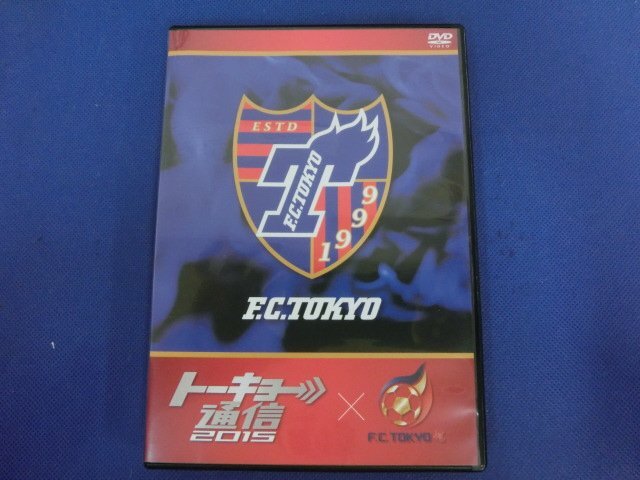 DVD
VIDEO
ESTD
F.C.TOKYO
1999
F.C.TOKYO
トーキョー
通信
2015
×
F.C.TOKYO